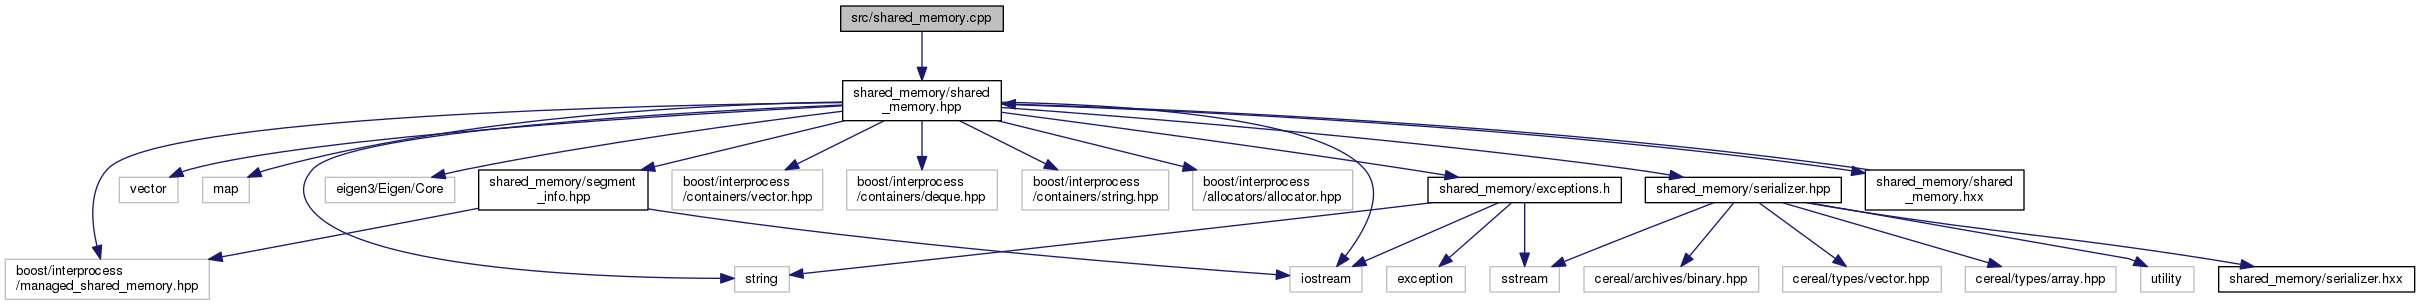 src/shared_memory.cpp
shared_memory/shared
_memory.hpp
vector
map
eigen3/Eigen/Core
shared_memory/segment
_info.hpp
boost/interprocess
/containers/vector.hpp
boost/interprocess
/containers/deque.hpp
boost/interprocess
/containers/string.hpp
boost/interprocess
/allocators/allocator.hpp
shared_memory/exceptions.h
shared_memory/serializer.hpp
shared_memory/shared
_memory.hxx
boost/interprocess
/managed_shared_memory.hpp
string
iostream
exception
sstream
cereal/archives/binary.hpp
cereal/types/vector.hpp
cereal/types/array.hpp
utility
shared_memory/serializer.hxx